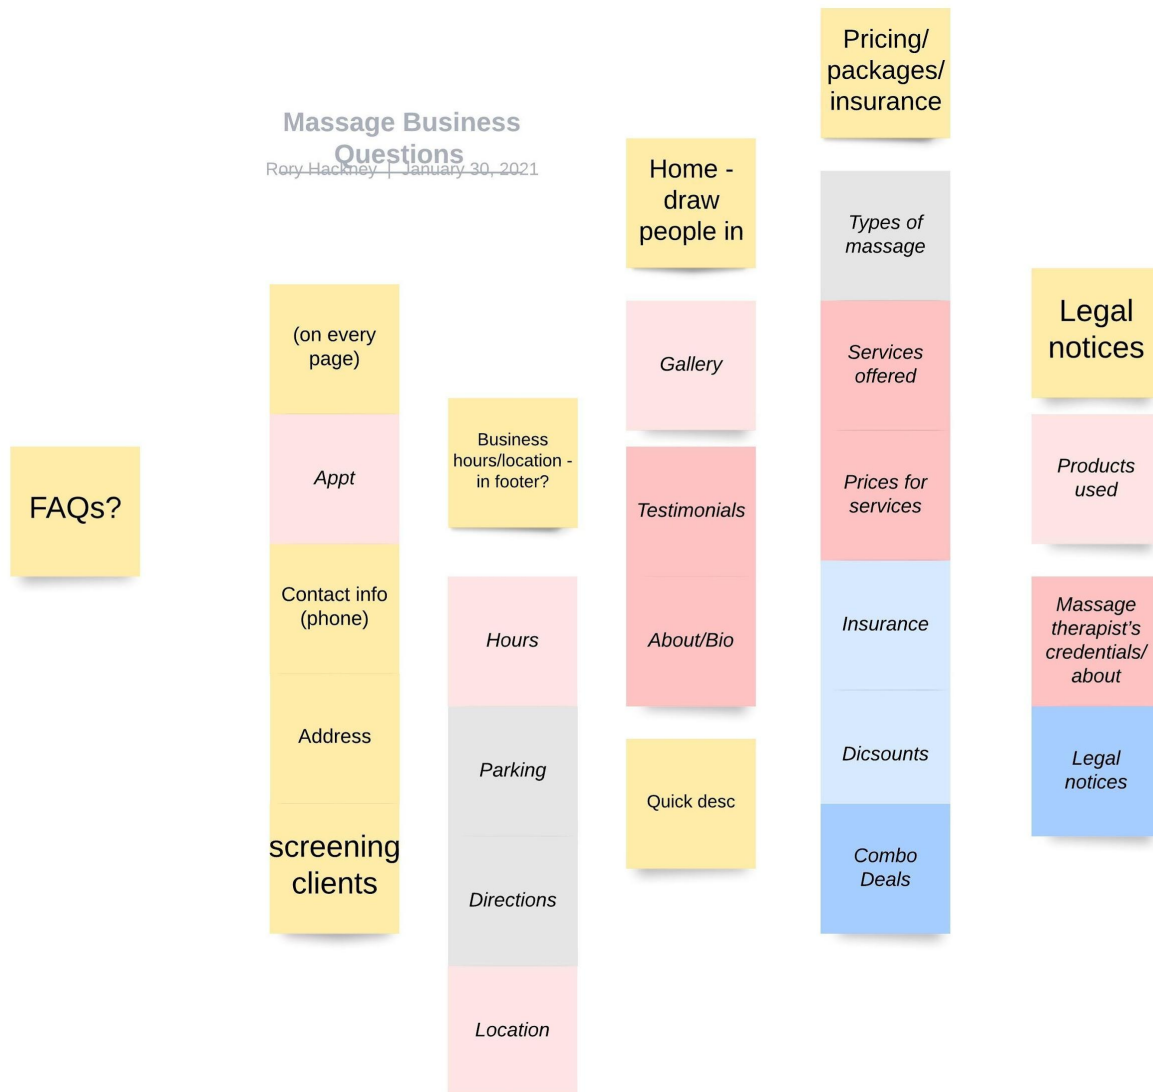 Massage Business
Questions
Rory Hackney | January 30, 2021
FAQs?
(on every
page)
Appt
Contact info
(phone)
Address
screening
clients
Business
hours/location -
in footer?
Hours
Parking
Directions
Location
Home -
draw
people in
Gallery
Testimonials
About/Bio
Quick desc
Pricing/
packages/
insurance
Types of
massage
Services
offered
Prices for
services
Insurance
Dicsounts
Combo
Deals
Legal
notices
Products
used
Massage
therapist’s
credentials/
about
Legal
notices